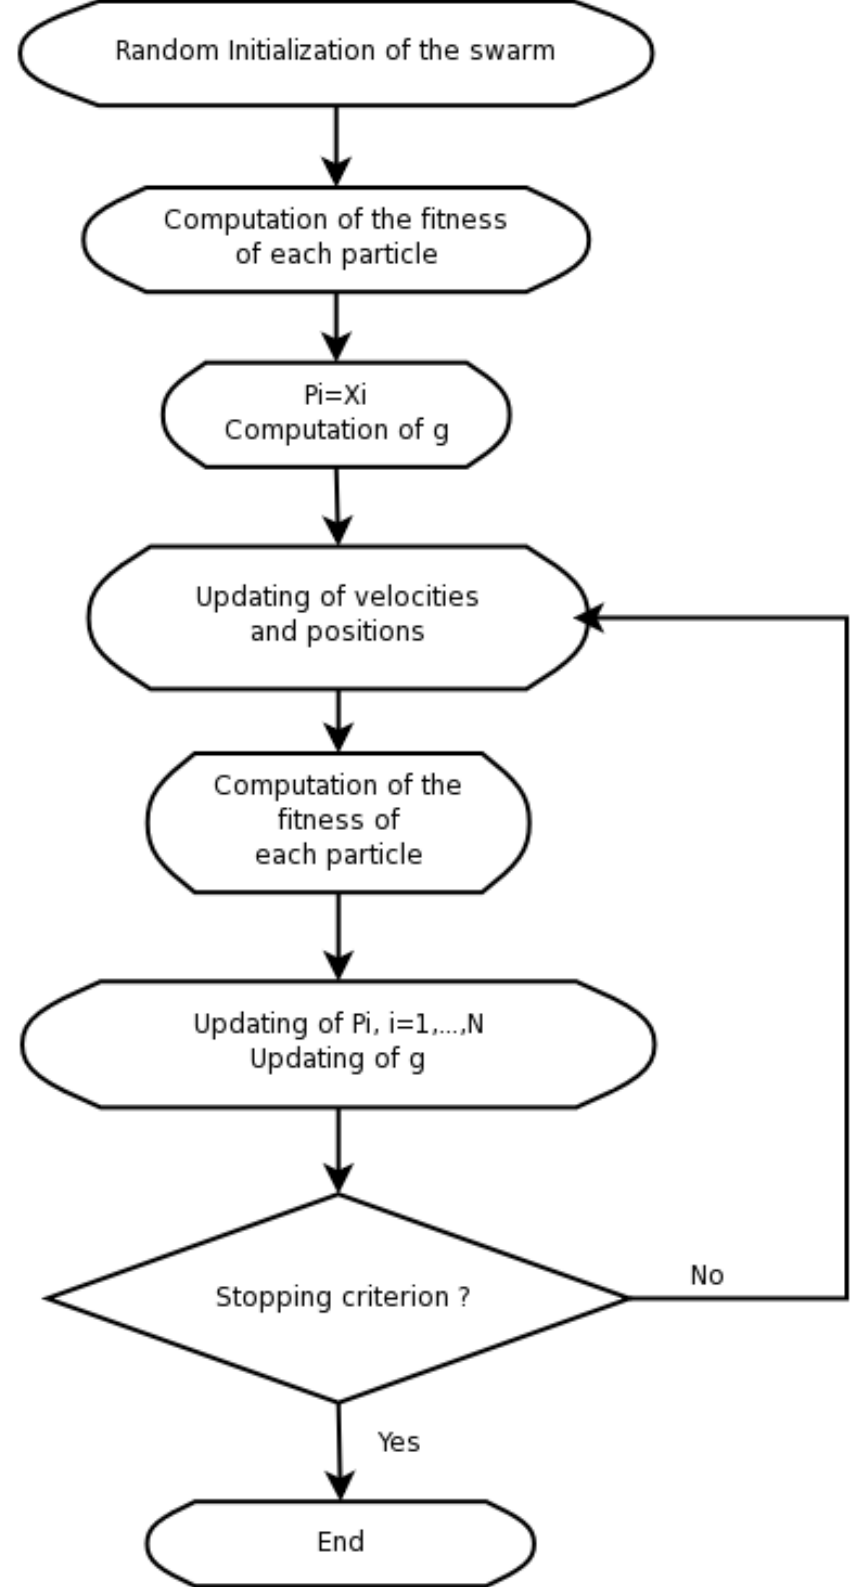 Random Initialization of the swarm
Computation of the fitness
of each particle
Pi=Xi
Computation of g
Updating of velocities
and positions
Computation of the
fitness of
each particle
Updating of Pi, i=1,...,N
Updating of g
Stopping criterion ?
No
Yes
End